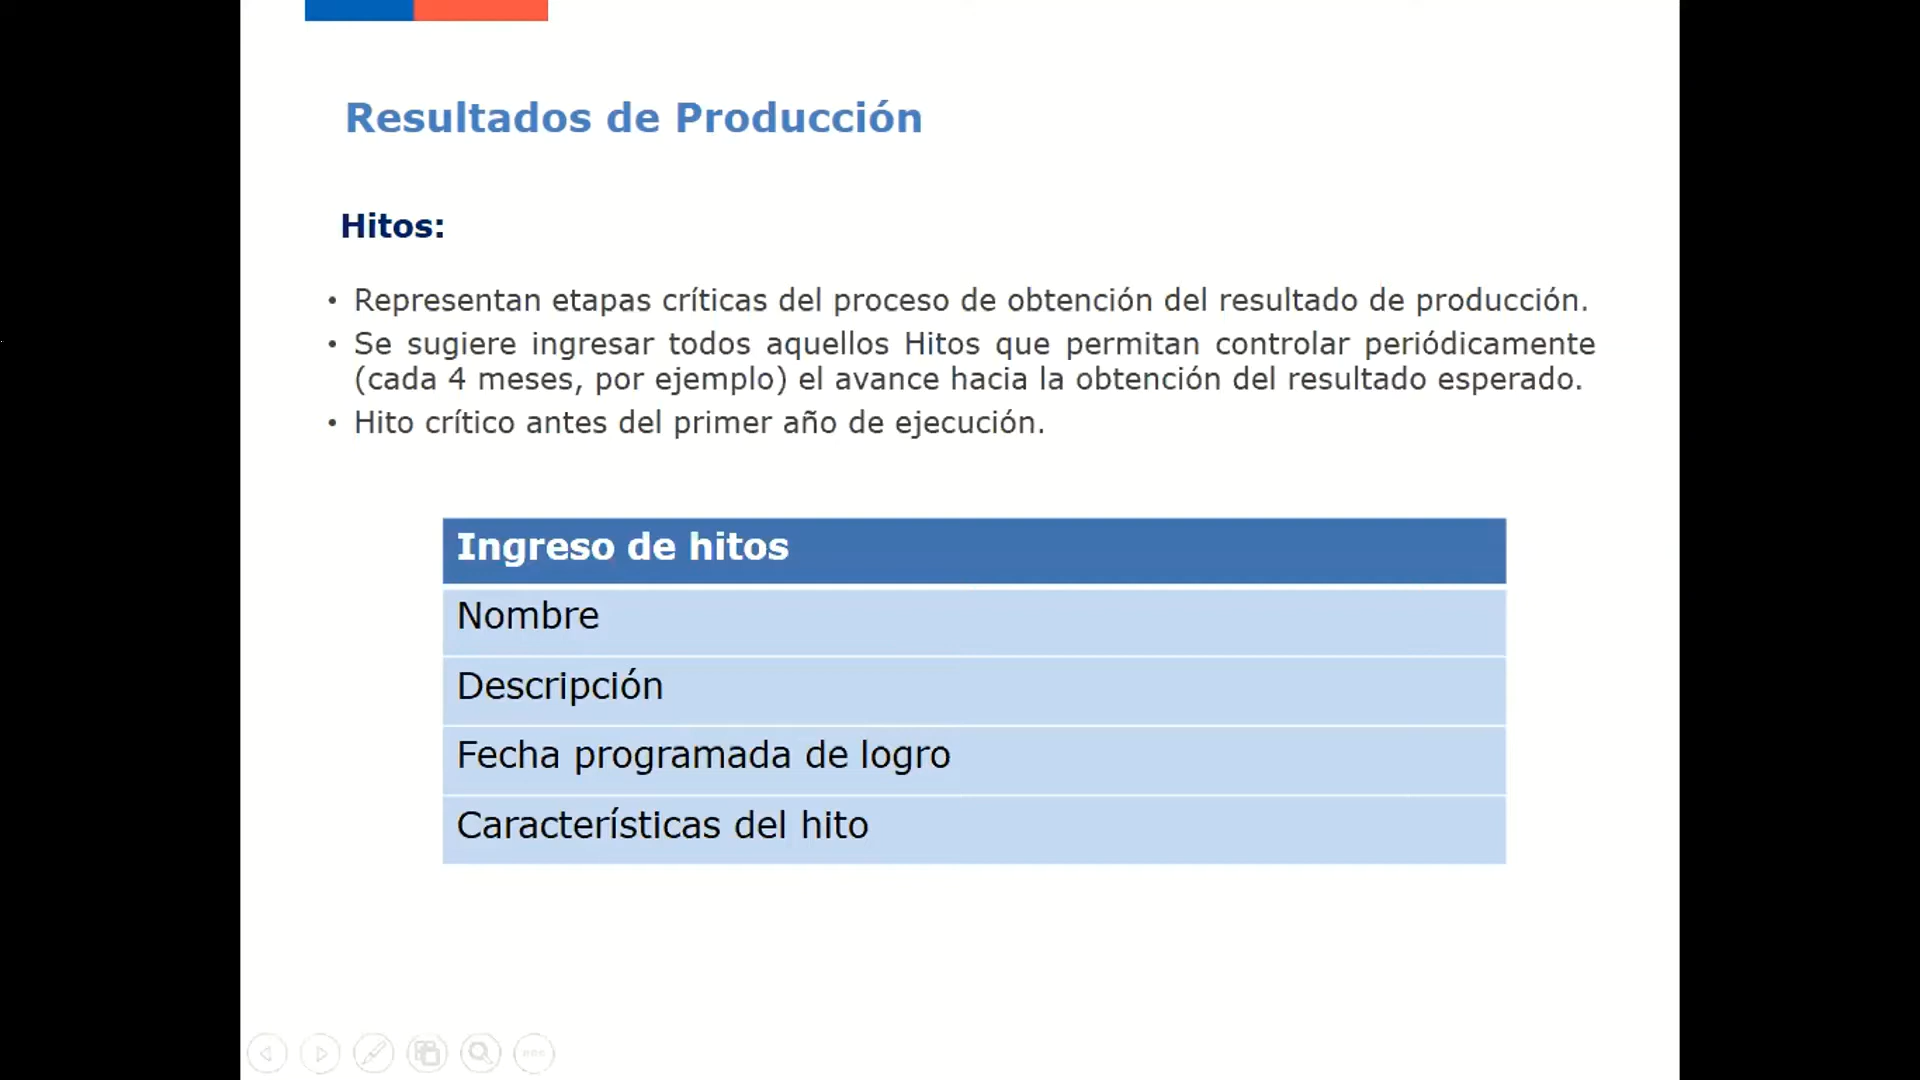 Resultados de Producción
Hitos:
• Representan etapas críticas del proceso de obtención del resultado de producción.
• Se sugiere ingresar todos aquellos Hitos que permitan controlar periódicamente
(cada 4 meses, por ejemplo) el avance hacia la obtención del resultado esperado.
• Hito crítico antes del primer año de ejecución.
Ingreso de hitos
Nombre
Descripción
Fecha programada de logro
Características del hito